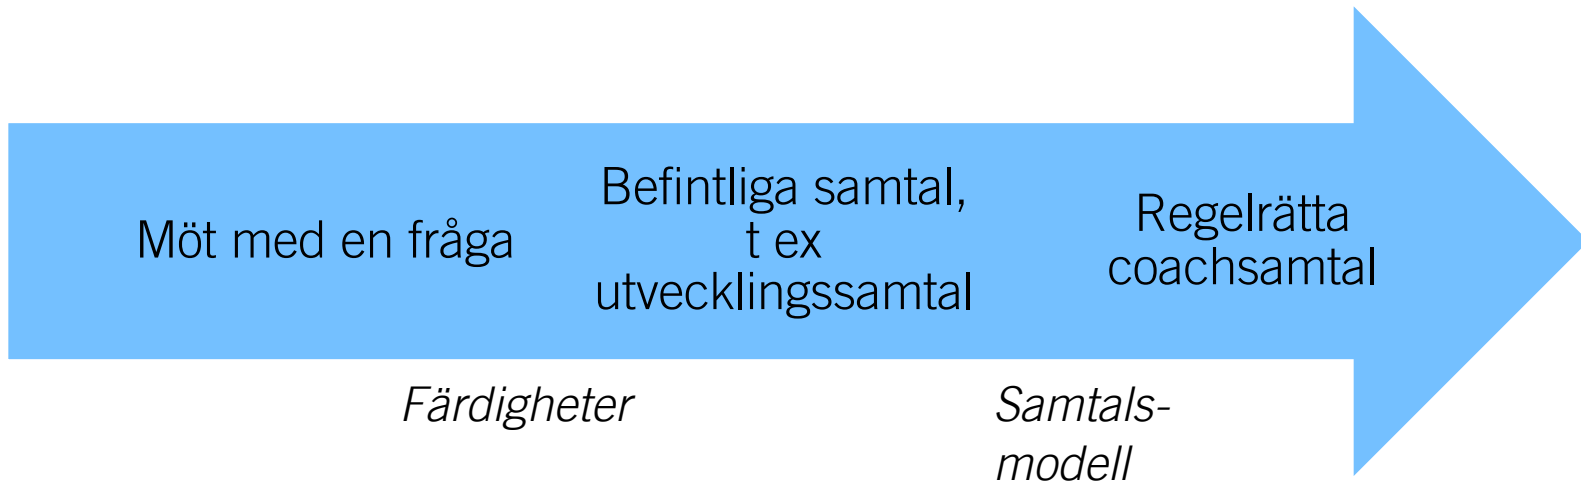 Möt med en fråga
Befintliga samtal,
t ex
utvecklingssamtal
Regelrätta
coachsamtal
Färdigheter
Samtals-
modell